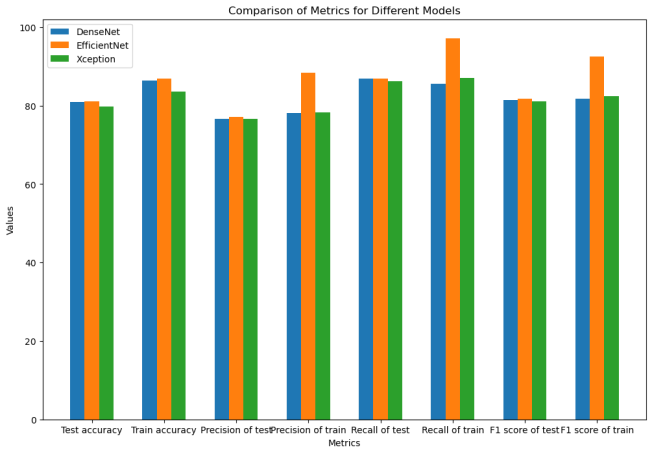 Comparison of Metrics for Different Models
DenseNet
EfficientNet
Xception
100
80
60
40
20
0
Values
Test accuracy
Train accuracy
Precision of test
Precision of train
Recall of test
Recall of train
F1 score of test
F1 score of train
Metrics